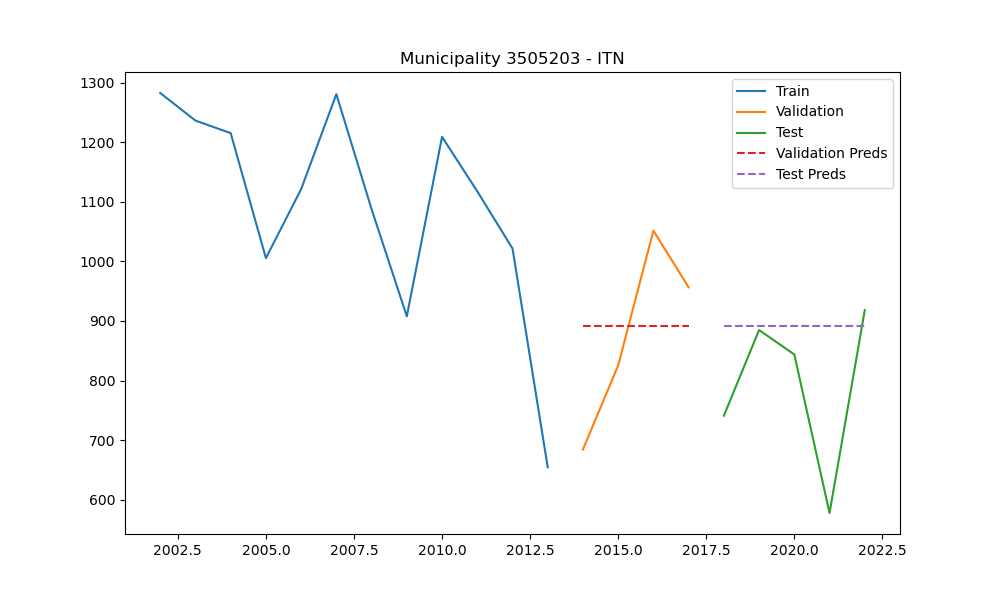 Municipality 3505203 - ITN
1300
1200
1100
1000
900
800
700
600
2002.5 2005.0 2007.5 2010.0 2012.5 2015.0 2017.5 2020.0 2022.5
Train
Validation
Test
Validation Preds
Test Preds